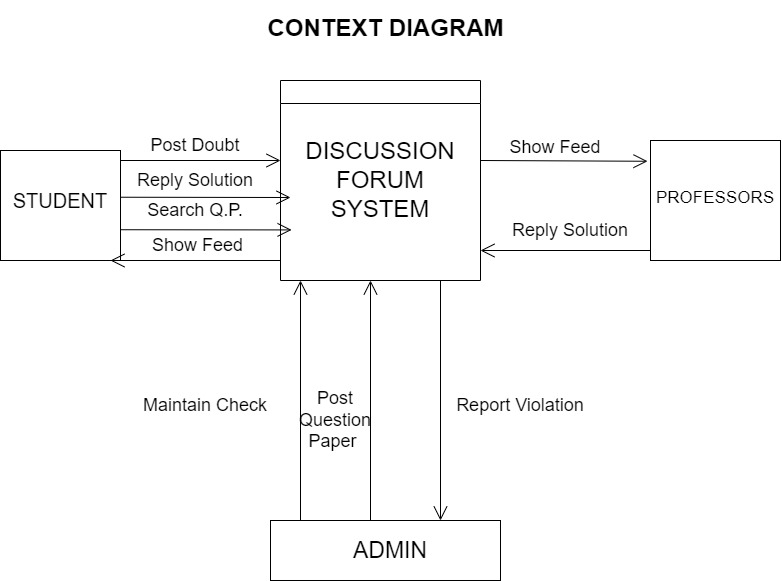 CONTEXT DIAGRAM
Post Doubt
Reply Solution
Search Q.P.
Show Feed
STUDENT
DISCUSSION
FORUM
SYSTEM
Show Feed
Reply Solution
PROFESSORS
Maintain Check
Post
Question
Paper
Report Violation
ADMIN